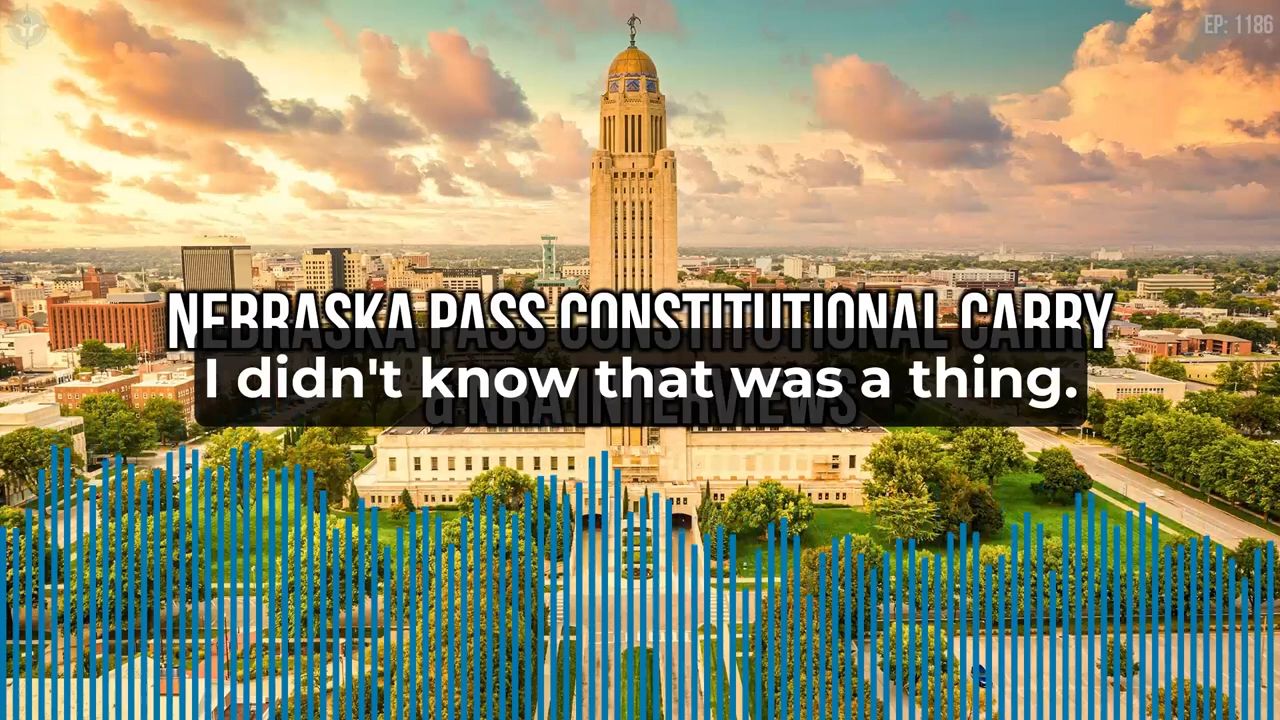 EP: 1186
NEBRASKA PASS CONSTITUTIONAL CARRY
I didn't know that was a thing.
& NRA INTERVIEWS